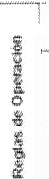 Reglas de Operación